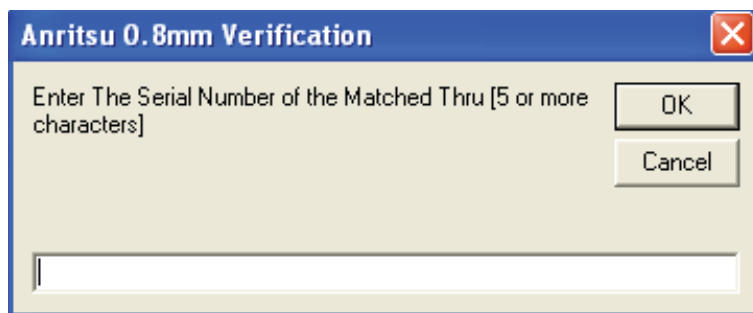 Anritsu 0.8mm Verification
Enter The Serial Number of the Matched Thru [5 or more
characters]
OK
Cancel